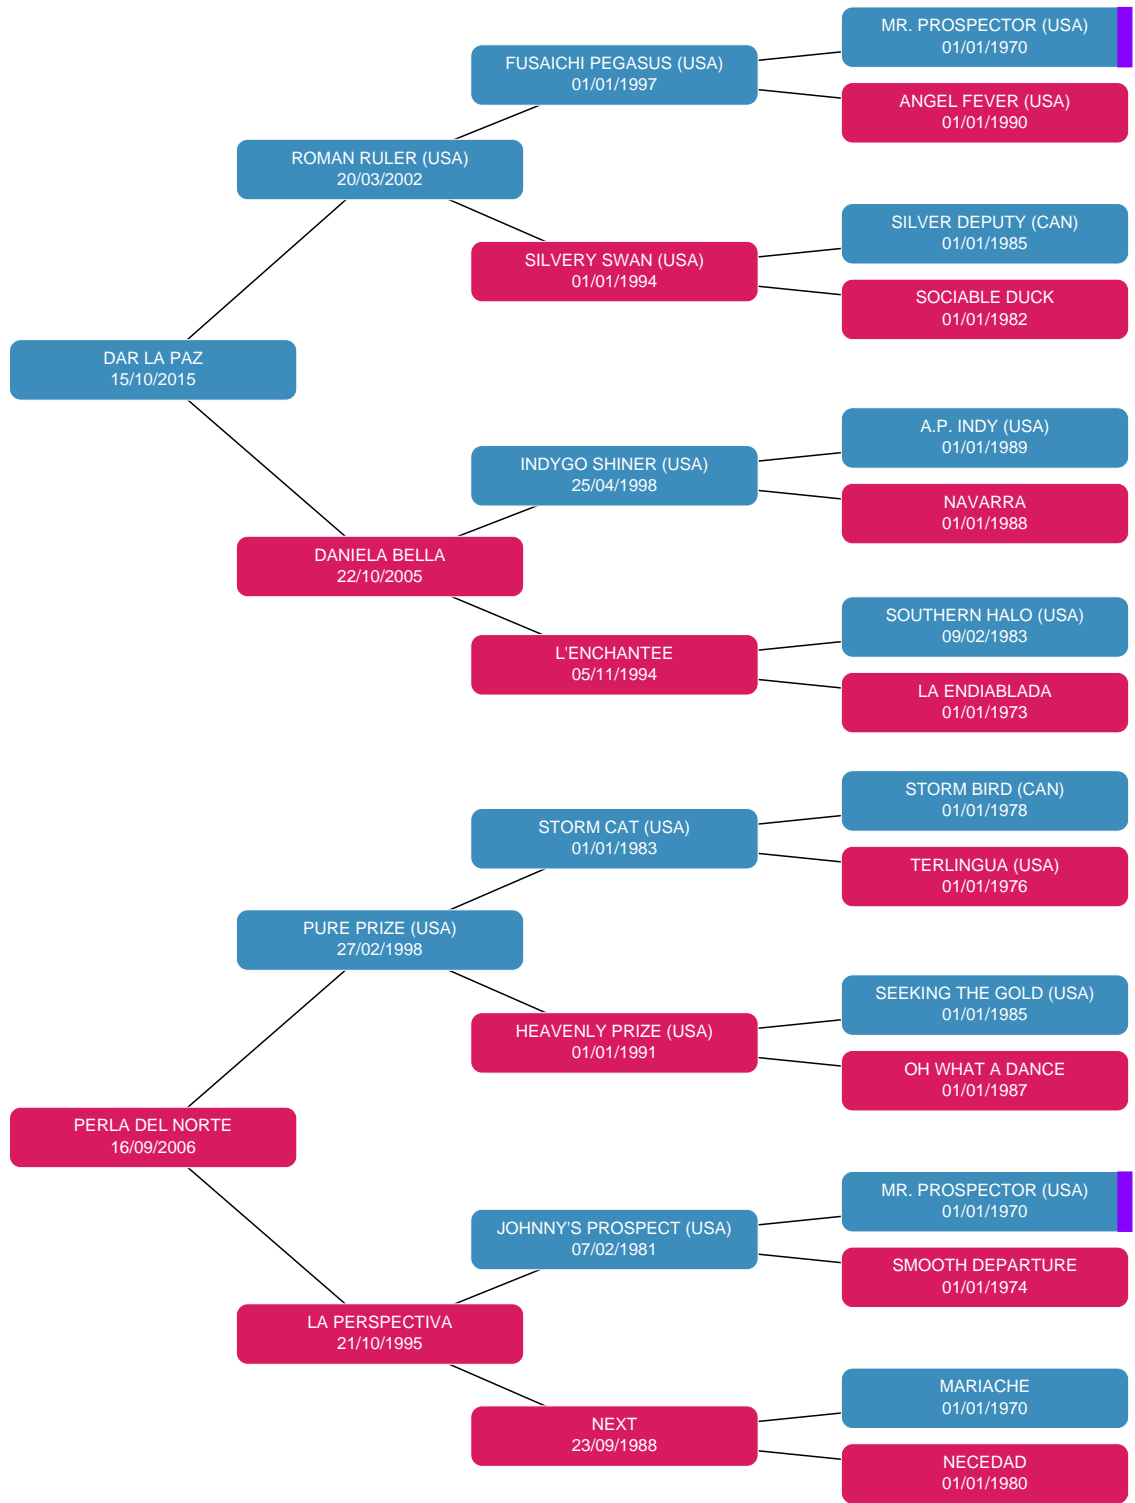 MR. PROSPECTOR (USA)
01/01/1970
FUSAICHI PEGASUS (USA)
01/01/1997
ANGEL FEVER (USA)
01/01/1990
ROMAN RULER (USA)
20/03/2002
SILVER DEPUTY (CAN)
01/01/1985
SILVERY SWAN (USA)
01/01/1994
SOCIABLE DUCK
01/01/1982
DAR LA PAZ
15/10/2015
A.P. INDY (USA)
01/01/1989
INDYGO SHINER (USA)
25/04/1998
NAVARRA
01/01/1988
DANIELA BELLA
22/10/2005
SOUTHERN HALO (USA)
09/02/1983
L'ENCHANTEE
05/11/1994
LA ENDIABLADA
01/01/1973
STORM BIRD (CAN)
01/01/1978
STORM CAT (USA)
01/01/1983
TERLINGUA (USA)
01/01/1976
PURE PRIZE (USA)
27/02/1998
SEEKING THE GOLD (USA)
01/01/1985
HEAVENLY PRIZE (USA)
01/01/1991
OH WHAT A DANCE
01/01/1987
PERLA DEL NORTE
16/09/2006
MR. PROSPECTOR (USA)
01/01/1970
JOHNNY'S PROSPECT (USA)
07/02/1981
SMOOTH DEPARTURE
01/01/1974
LA PERSPECTIVA
21/10/1995
MARIACHE
01/01/1970
NEXT
23/09/1988
NECEDAD
01/01/1980